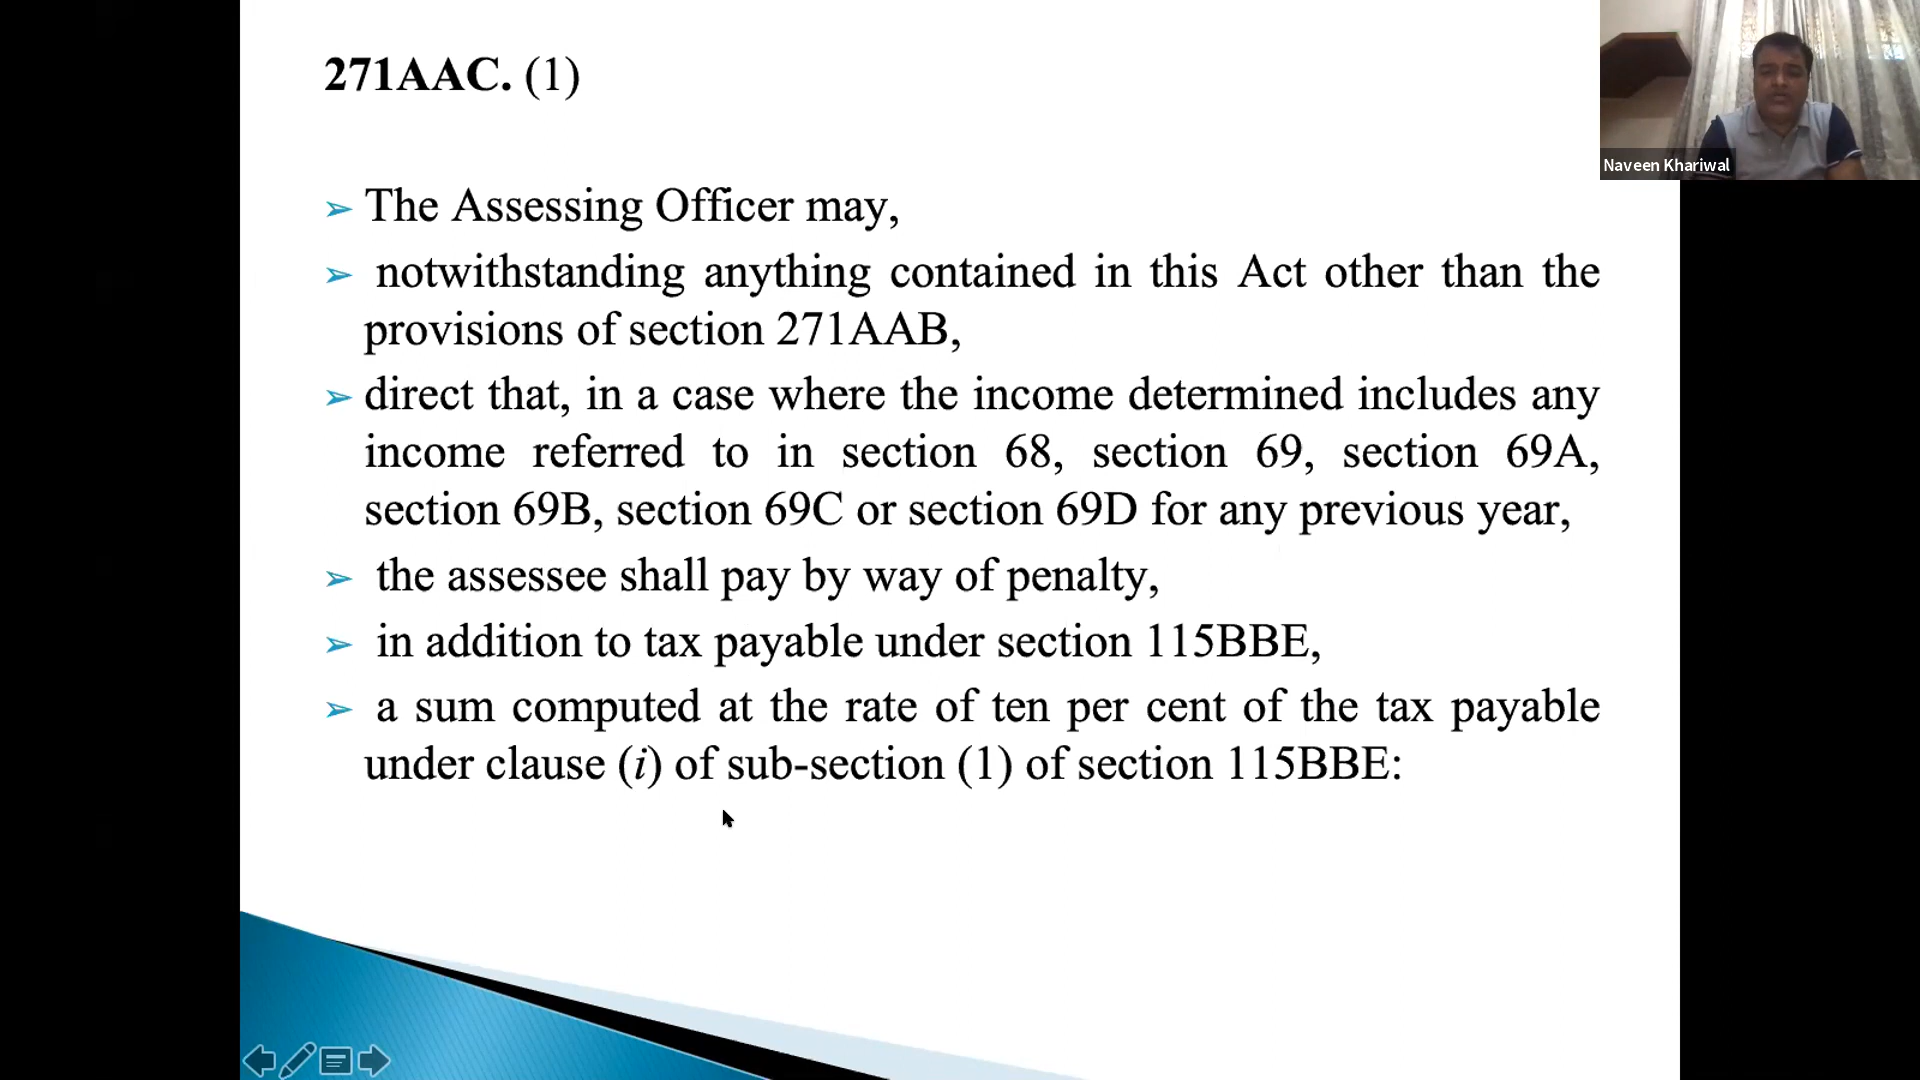 271AAC. (1)
➢ The Assessing Officer may,
➢ notwithstanding anything contained in this Act other than the
provisions of section 271AAB,
➢ direct that, in a case where the income determined includes any
income referred to in section 68, section 69, section 69A,
section 69B, section 69C or section 69D for any previous year,
➢ the assessee shall pay by way of penalty,
➢ in addition to tax payable under section 115BBE,
➢ a sum computed at the rate of ten per cent of the tax payable
under clause (i) of sub-section (1) of section 115BBE:
Naveen Khariwal